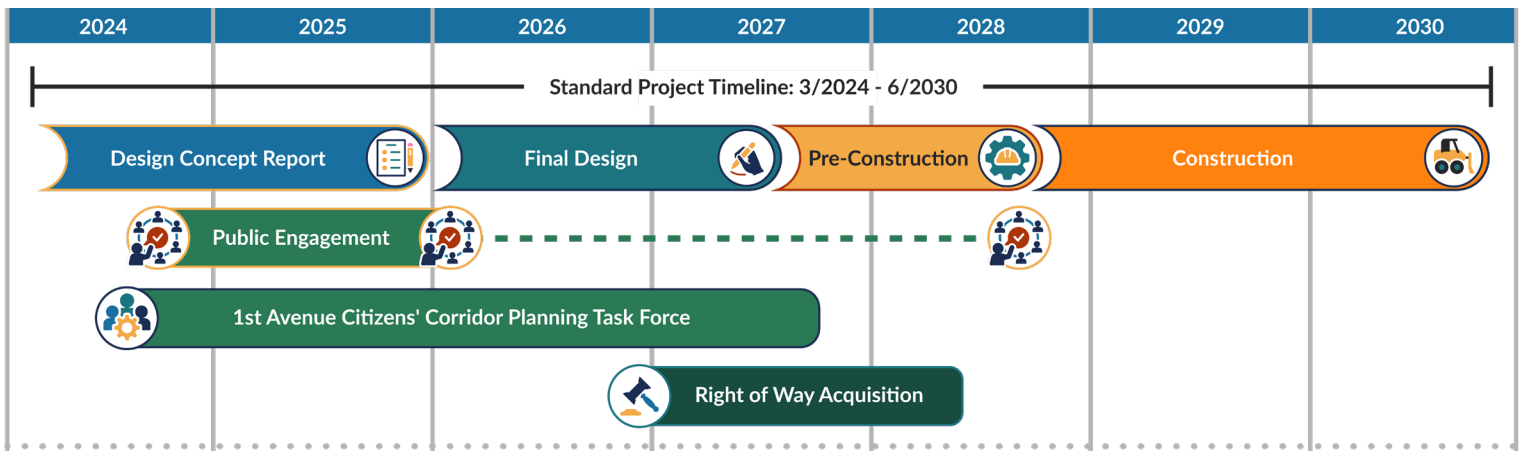 2024 2025 2026 2027 2028 2029 2030
Standard Project Timeline: 3/2024 - 6/2030
Design Concept Report Final Design Pre-Construction Construction
Public Engagement
1st Avenue Citizens' Corridor Planning Task Force
Right of Way Acquisition